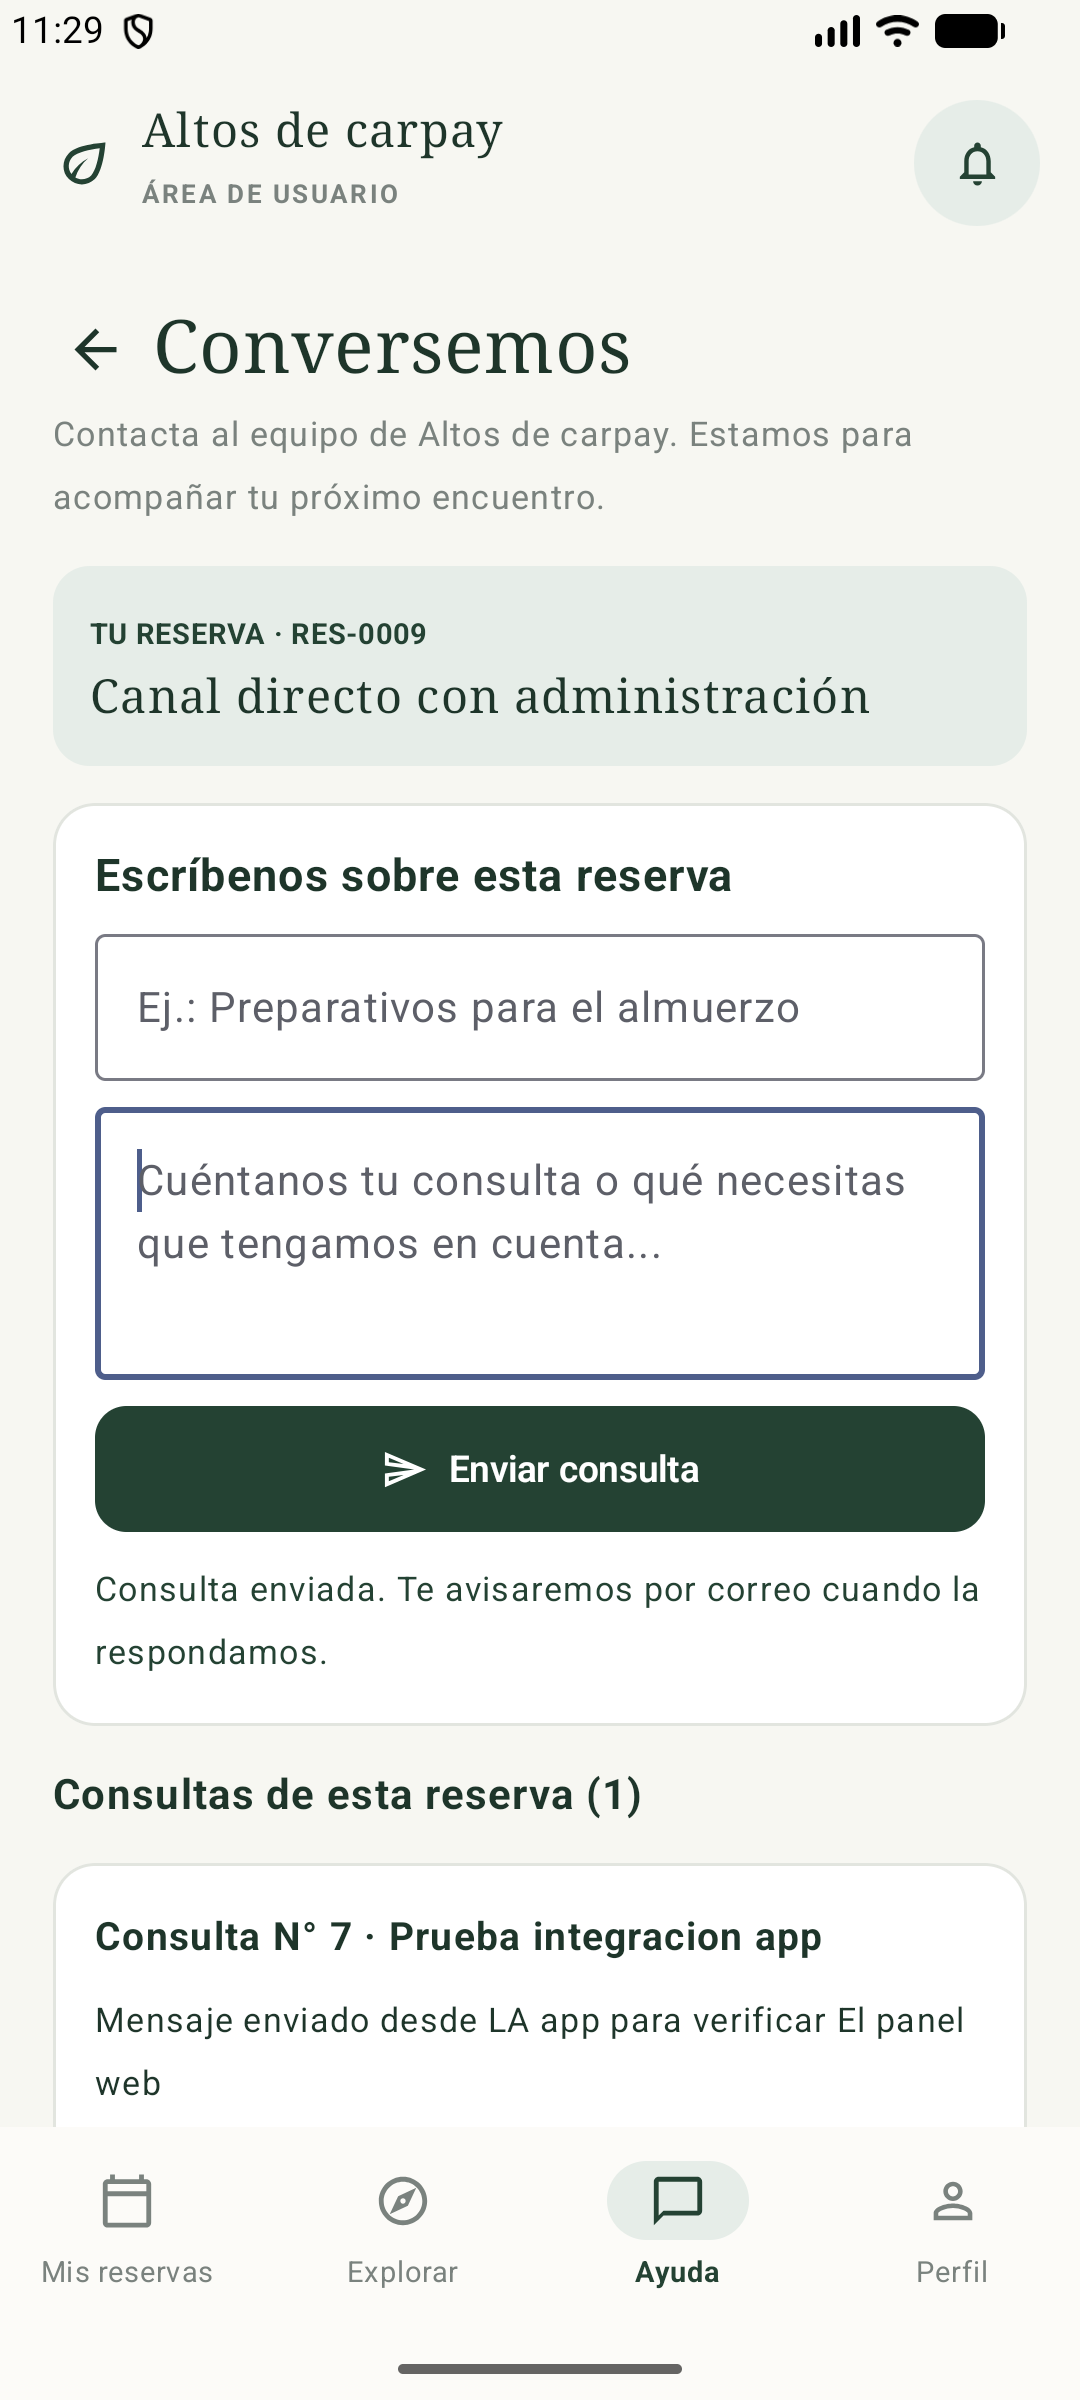 11:29
Altos de carpay
ÁREA DE USUARIO
Conversemos
Contacta al equipo de Altos de carpay. Estamos para
acompañar tu próximo encuentro.
TU RESERVA · RES-0009
Canal directo con administración
Escríbenos sobre esta reserva
Ej.: Preparativos para el almuerzo
Cuéntanos tu consulta o qué necesitas
que tengamos en cuenta...
Enviar consulta
Consulta enviada. Te avisaremos por correo cuando la
respondamos.
Consultas de esta reserva (1)
Consulta N° 7 · Prueba integracion app
Mensaje enviado desde LA app para verificar El panel
web
Mis reservas
Explorar
Ayuda
Perfil